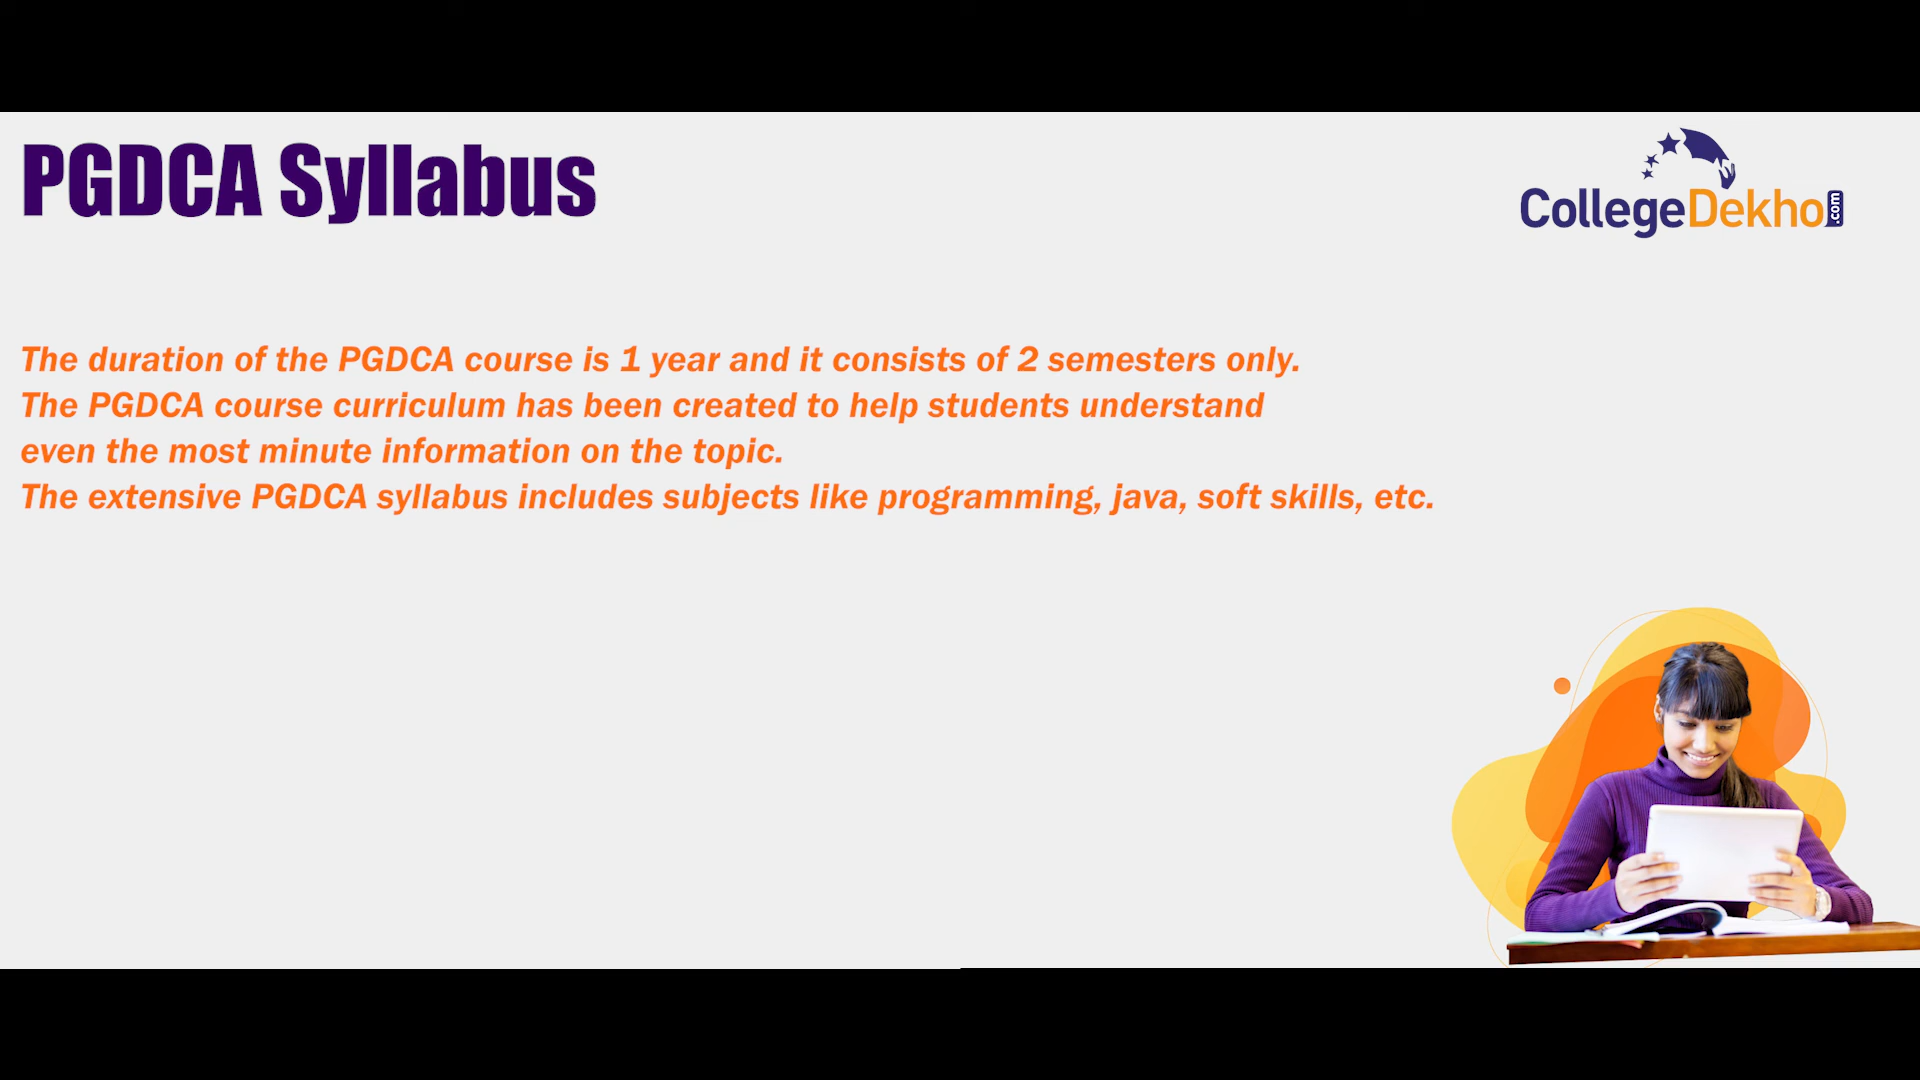 PGDCA Syllabus
CollegeDekho.com
The duration of the PGDCA course is 1 year and it consists of 2 semesters only.
The PGDCA course curriculum has been created to help students understand
even the most minute information on the topic.
The extensive PGDCA syllabus includes subjects like programming, java, soft skills, etc.